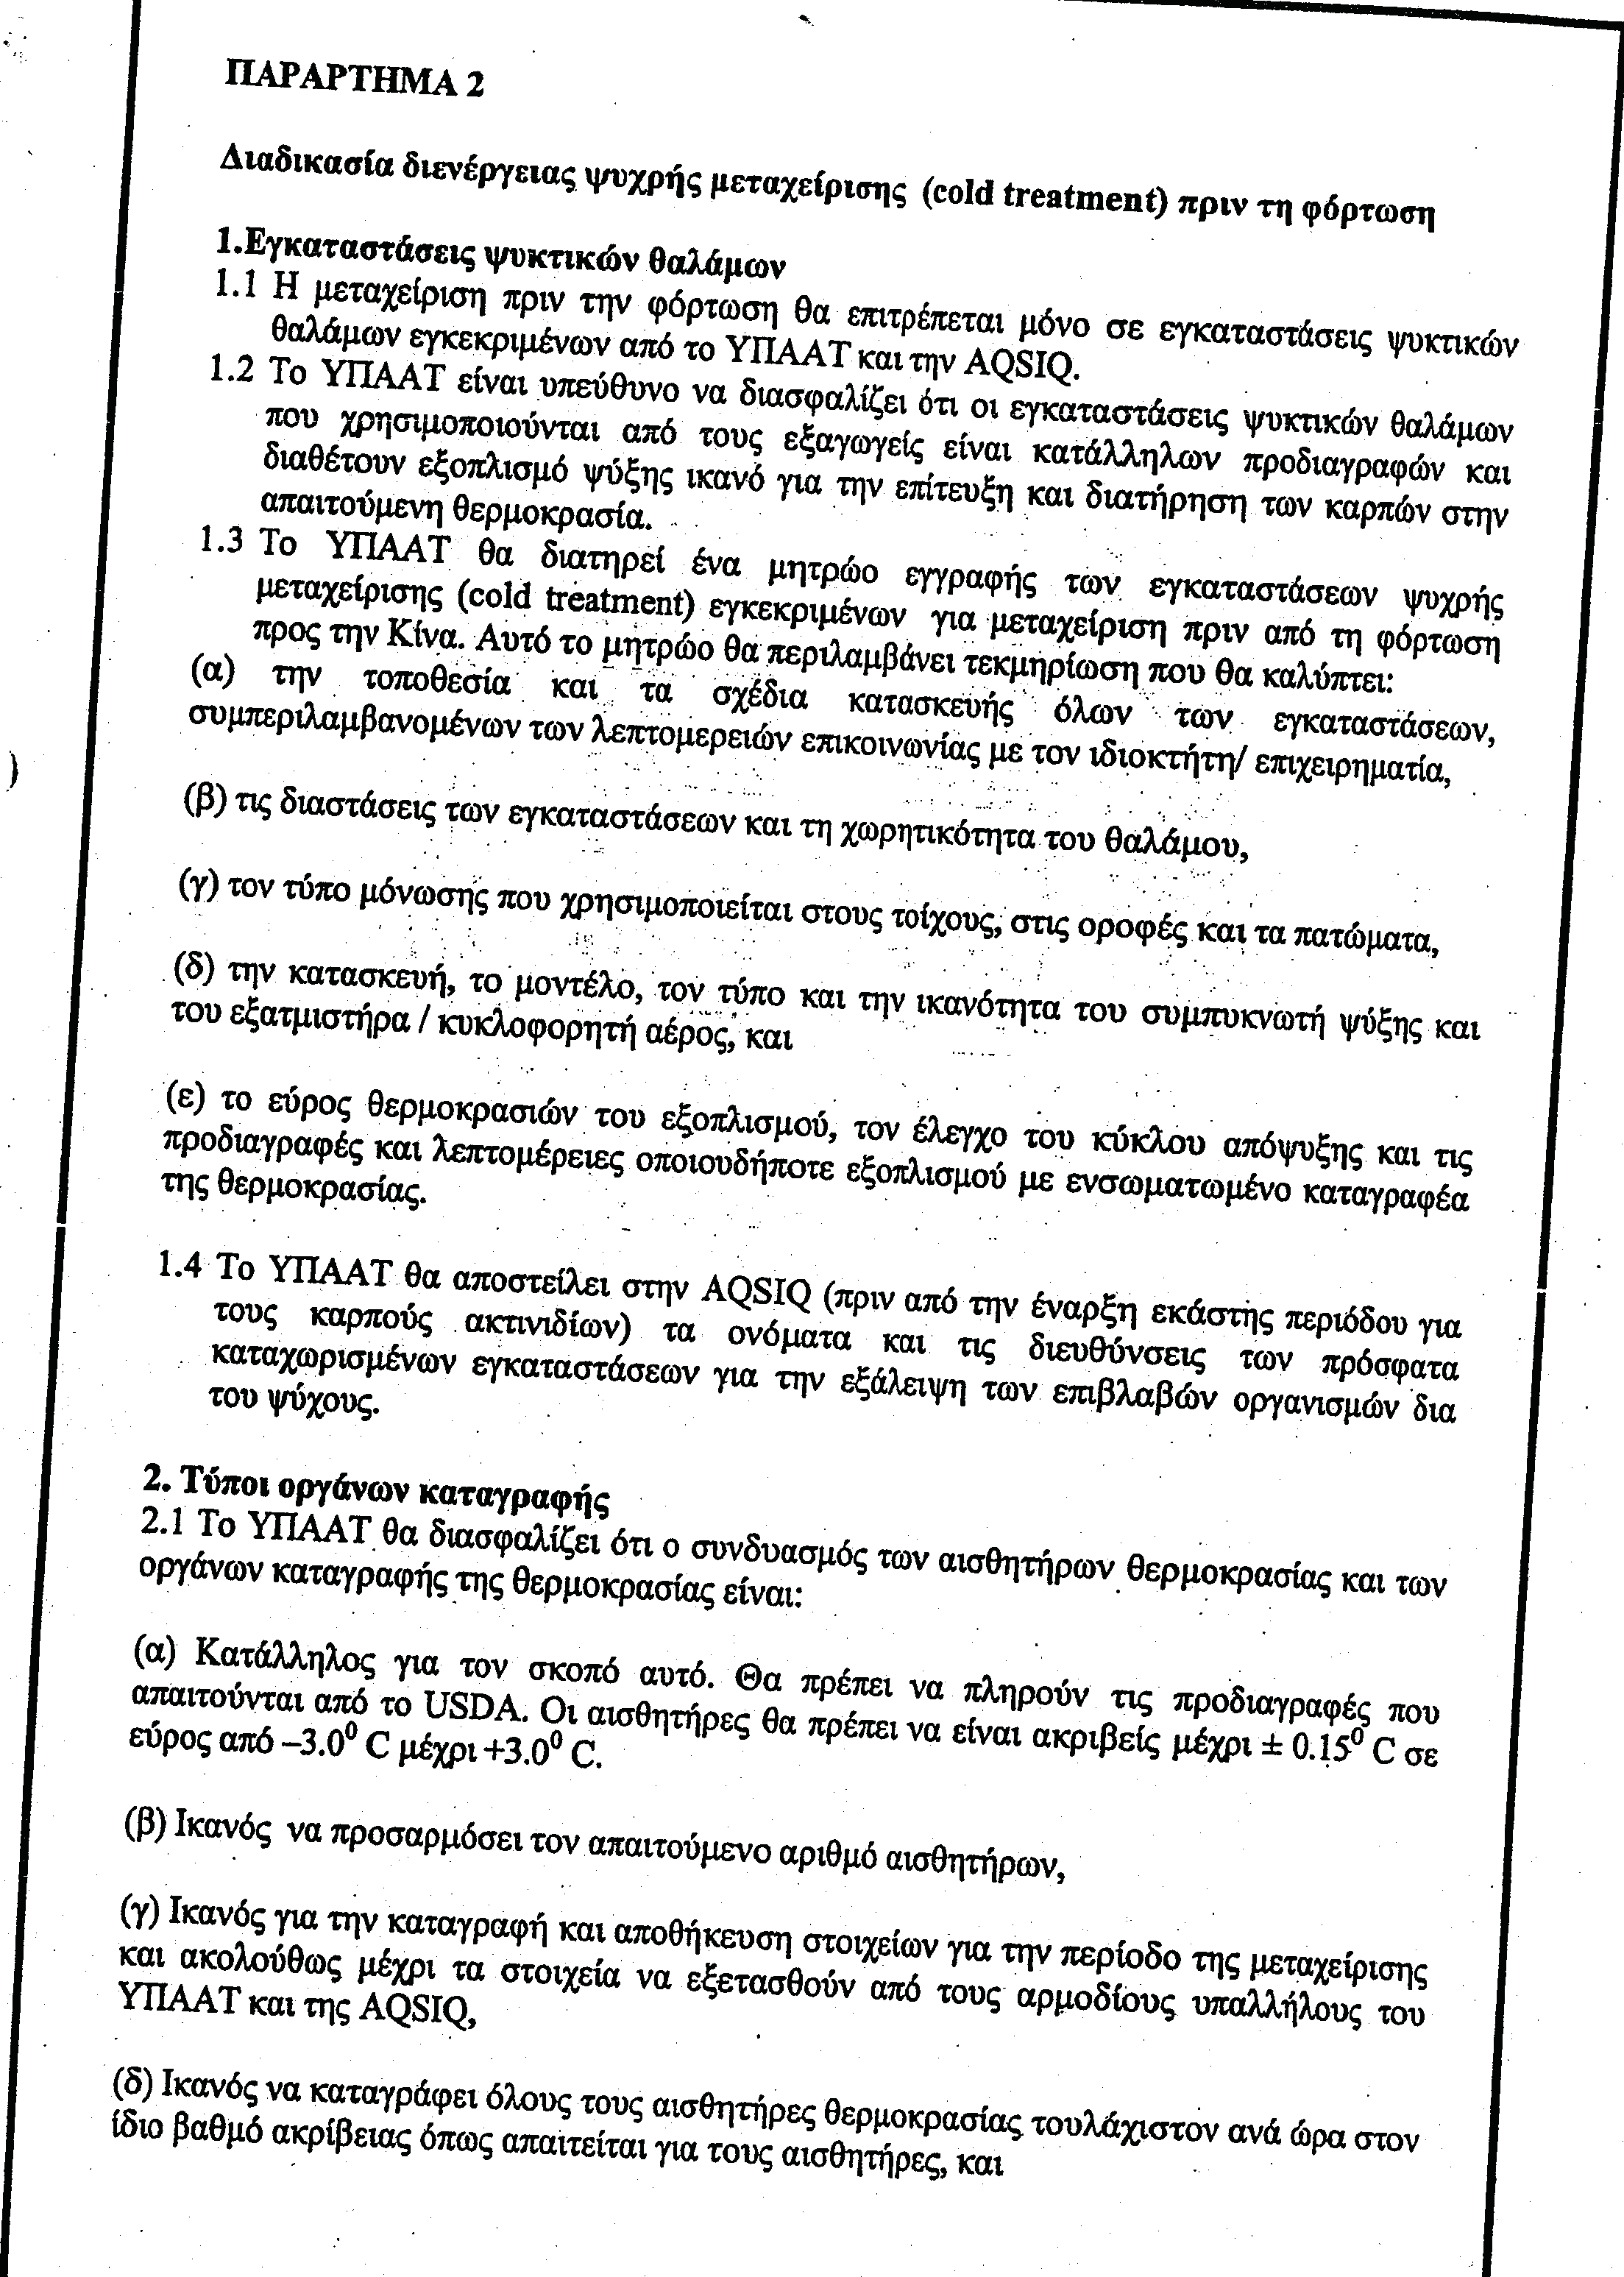 ΠΑΡΑΡΤΗΜΑ 2
Διαδικασία διενέργειας ψυχρής μεταχείρισης (cold treatment) πριν τη φόρτωση
1.Εγκαταστάσεις ψυκτικών θαλάμων
1.1 Η μεταχείριση πριν την φόρτωση θα επιτρέπεται μόνο σε εγκαταστάσεις ψυκτικών
θαλάμων εγκεκριμένων από το ΥΠΑΑΤ και την AQSIQ.
1.2 Το ΥΠΑΑΤ είναι υπεύθυνο να διασφαλίζει ότι οι εγκαταστάσεις ψυκτικών θαλάμων
που χρησιμοποιούνται από τους εξαγωγείς είναι κατάλληλων προδιαγραφών και
διαθέτουν εξοπλισμό ψύξης ικανό για την επίτευξη και διατήρηση των καρπών στην
απαιτούμενη θερμοκρασία.
1.3 Το ΥΠΑΑΤ θα διατηρεί ένα μητρώο εγγραφής των εγκαταστάσεων ψυχρής
μεταχείρισης (cold treatment) εγκεκριμένων για μεταχείριση πριν από τη φόρτωση
προς την Κίνα. Αυτό το μητρώο θα περιλαμβάνει τεκμηρίωση που θα καλύπτει:
(α) την τοποθεσία και τα σχέδια κατασκευής όλων των εγκαταστάσεων,
συμπεριλαμβανομένων των λεπτομερειών επικοινωνίας με τον ιδιοκτήτη/ επιχειρηματία,
(β) τις διαστάσεις των εγκαταστάσεων και τη χωρητικότητα του θαλάμου,
(γ) τον τύπο μόνωσης που χρησιμοποιείται στους τοίχους, στις οροφές και τα πατώματα,
(δ) την κατασκευή, το μοντέλο, τον τύπο και την ικανότητα του συμπυκνωτή ψύξης και
του εξατμιστήρα / κυκλοφορητή αέρος, και
(ε) το εύρος θερμοκρασιών του εξοπλισμού, τον έλεγχο του κύκλου απόψυξης και τις
προδιαγραφές και λεπτομέρειες οποιουδήποτε εξοπλισμού με ενσωματωμένο καταγραφέα
της θερμοκρασίας.
1.4 Το ΥΠΑΑΤ θα αποστείλει στην AQSIQ (πριν από την έναρξη εκάστης περιόδου για
τους καρπούς ακτινιδίων) τα ονόματα και τις διευθύνσεις των πρόσφατα
καταχωρισμένων εγκαταστάσεων για την εξάλειψη των επιβλαβών οργανισμών δια
του ψύχους.
2. Τύποι οργάνων καταγραφής
2.1 Το ΥΠΑΑΤ θα διασφαλίζει ότι ο συνδυασμός των αισθητήρων θερμοκρασίας και των
οργάνων καταγραφής της θερμοκρασίας είναι:
(α) Κατάλληλος για τον σκοπό αυτό. Θα πρέπει να πληρούν τις προδιαγραφές που
απαιτούνται από το USDA. Οι αισθητήρες θα πρέπει να είναι ακριβείς μέχρι ± 0.15⁰ C σε
εύρος από –3.0⁰ C μέχρι +3.0⁰ C.
(β) Ικανός να προσαρμόσει τον απαιτούμενο αριθμό αισθητήρων,
(γ) Ικανός για την καταγραφή και αποθήκευση στοιχείων για την περίοδο της μεταχείρισης
και ακολούθως μέχρι τα στοιχεία να εξετασθούν από τους αρμοδίους υπαλλήλους του
ΥΠΑΑΤ και της AQSIQ,
(δ) Ικανός να καταγράφει όλους τους αισθητήρες θερμοκρασίας τουλάχιστον ανά ώρα στον
ίδιο βαθμό ακρίβειας όπως απαιτείται για τους αισθητήρες, και